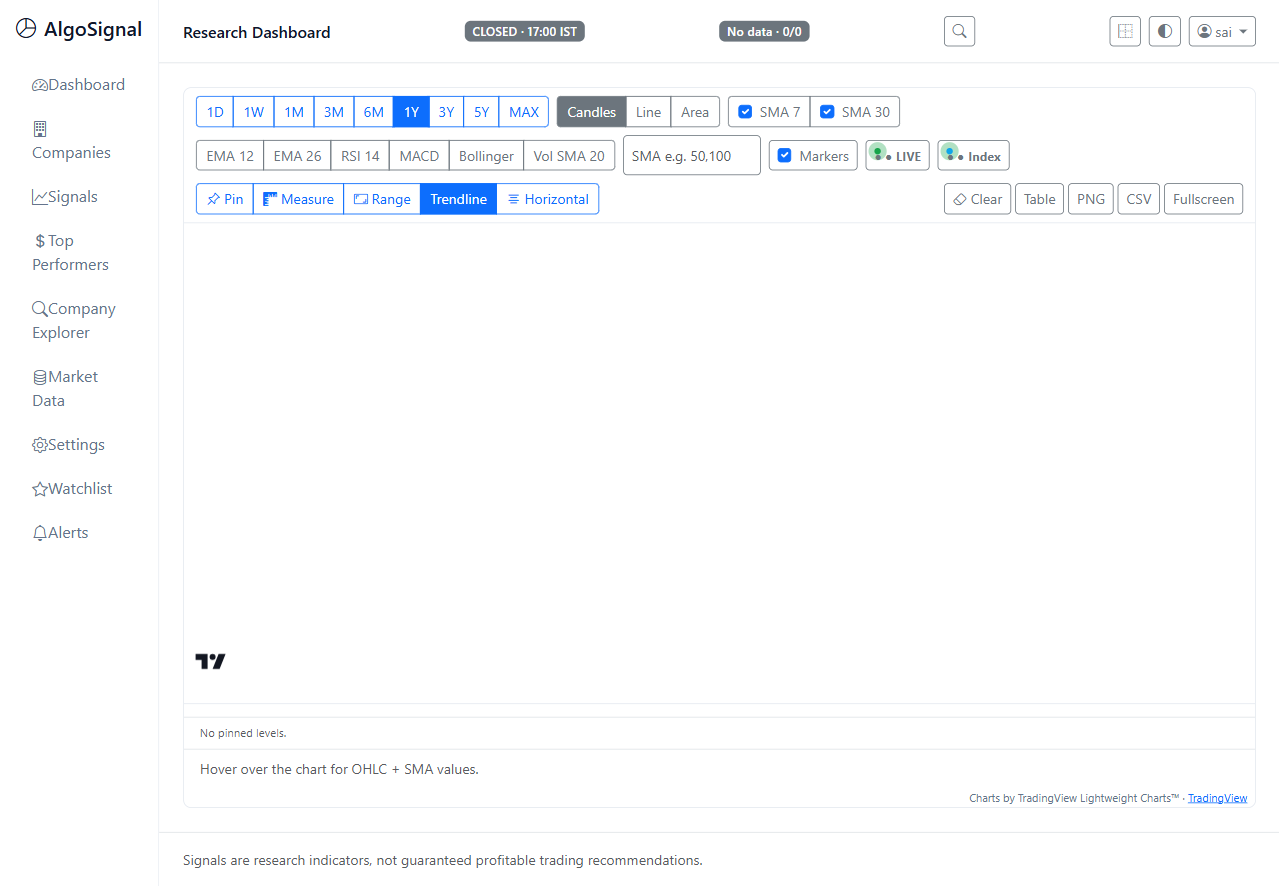 AlgoSignal
Research Dashboard
CLOSED · 17:00 IST
No data · 0/0
sai
Dashboard
Companies
Signals
Top
Performers
Company
Explorer
Market
Data
Settings
Watchlist
Alerts
1D 1W 1M 3M 6M 1Y 3Y 5Y MAX Candles Line Area SMA 7 SMA 30
EMA 12 EMA 26 RSI 14 MACD Bollinger Vol SMA 20 SMA e.g. 50,100 Markers LIVE Index
Pin Measure Range Trendline Horizontal Clear Table PNG CSV Fullscreen
No pinned levels.
Hover over the chart for OHLC + SMA values.
Charts by TradingView Lightweight Charts™ · TradingView
Signals are research indicators, not guaranteed profitable trading recommendations.